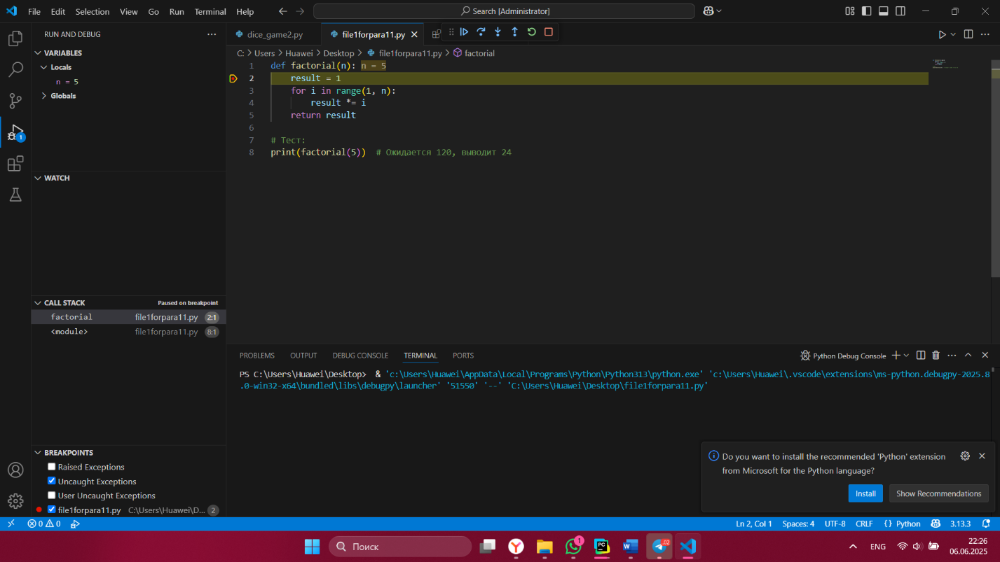 File Edit Selection View Go Run Terminal Help
Search [Administrator]
RUN AND DEBUG
VARIABLES
Locals
n = 5
Globals
WATCH
CALL STACK Paused on breakpoint
factorial file1forpara11.py 2:1
<module> file1forpara11.py 8:1
BREAKPOINTS
Raised Exceptions
Uncaught Exceptions
User Uncaught Exceptions
file1forpara11.py C:\Users\Huawei\D... 2
1
dice_game2.py file1forpara11.py
C: > Users > Huawei > Desktop > file1forpara11.py > factorial
1 def factorial(n): n = 5
2 result = 1
3 for i in range(1, n):
4 result *= i
5 return result
6
7 # Тест:
8 print(factorial(5)) # Ожидается 120, выводит 24
PROBLEMS OUTPUT DEBUG CONSOLE TERMINAL PORTS
Python Debug Console
PS C:\Users\Huawei\Desktop> & 'c:\Users\Huawei\AppData\Local\Programs\Python\Python313\python.exe' 'c:\Users\Huawei\.vscode\extensions\ms-python.debugpy-2025.8
.0-win32-x64\bundled\libs\debugpy\launcher' '51550' '--' 'C:\Users\Huawei\Desktop\file1forpara11.py'
Do you want to install the recommended 'Python' extension
from Microsoft for the Python language?
Install Show Recommendations
0 0
Ln 2, Col 1 Spaces: 4 UTF-8 CRLF {} Python 3.13.3
Поиск
1
PC
W
02
ENG
22:26
06.06.2025